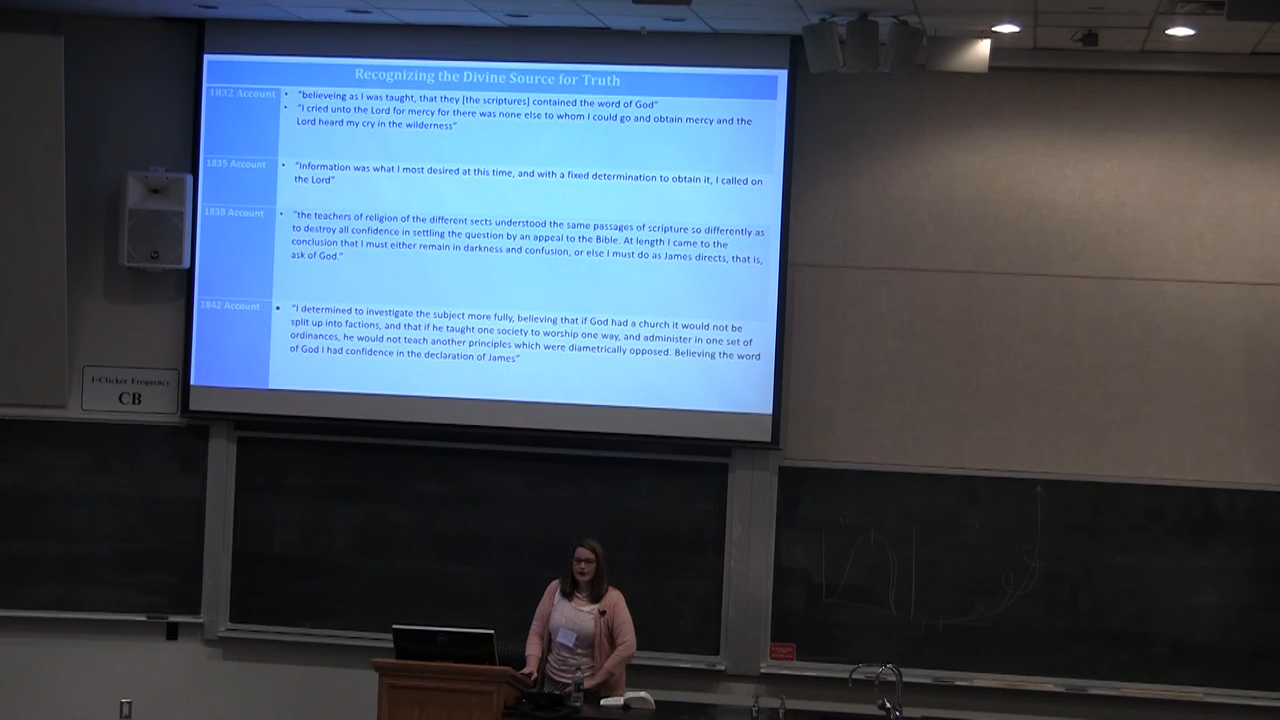 Recognizing the Divine Source for Truth
1832 Account
• "believeing as I was taught, that they [the scriptures] contained the word of God"
• "I cried unto the Lord for mercy for there was none else to whom I could go and obtain mercy and the
Lord heard my cry in the wilderness"
1835 Account
• "Information was what I most desired at this time, and with a fixed determination to obtain it, I called on
the Lord"
1838 Account
• "the teachers of religion of the different sects understood the same passages of scripture so differently as
to destroy all confidence in settling the question by an appeal to the Bible. At length I came to the
conclusion that I must either remain in darkness and confusion, or else I must do as James directs, that is,
ask of God."
1842 Account
• "I determined to investigate the subject more fully, believing that if God had a church it would not be
split up into factions, and that if he taught one society to worship one way, and administer in one set of
ordinances, he would not teach another principles which were diametrically opposed. Believing the word
of God I had confidence in the declaration of James"
I-Clicker Frequency
CB